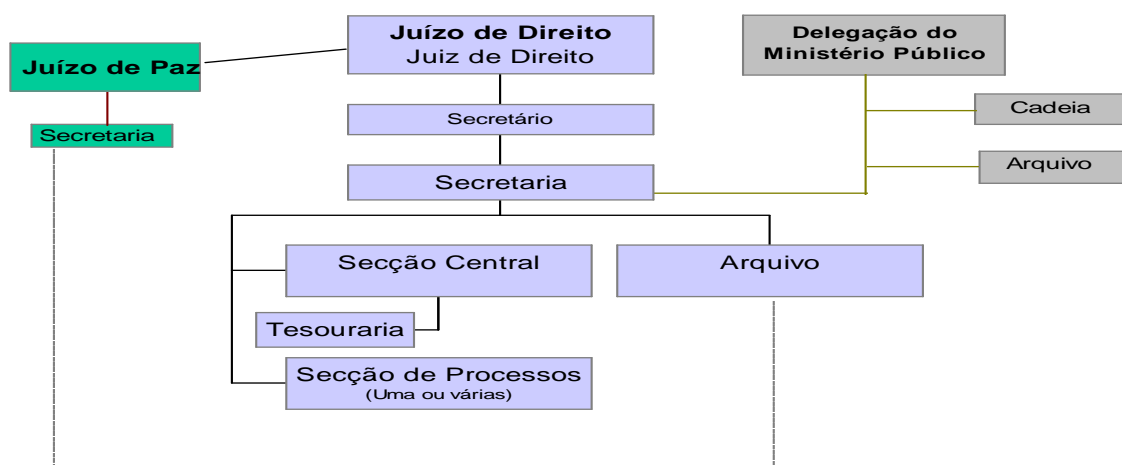 Juízo de Direito
Juiz de Direito
Delegação do
Ministério Público
Juízo de Paz
Cadeia
Secretário
Secretaria
Arquivo
Secretaria
Secção Central
Arquivo
Tesouraria
Secção de Processos
(Uma ou várias)